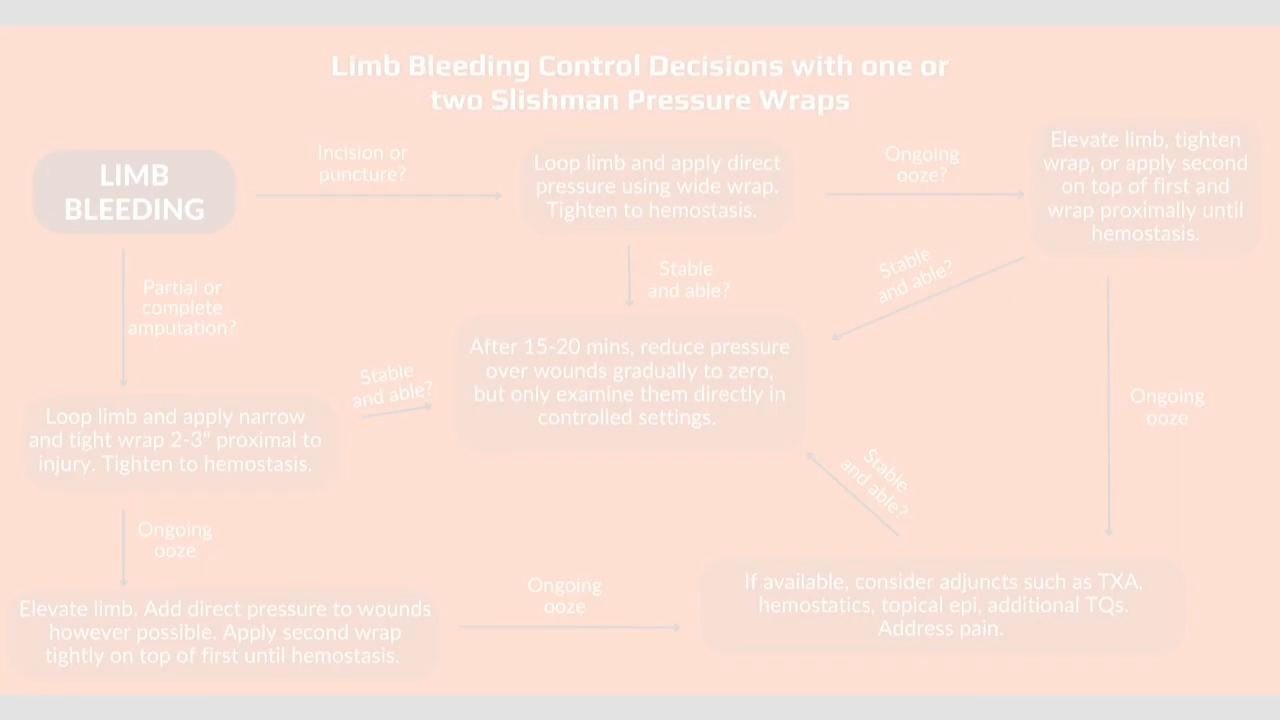 Limb Bleeding Control Decisions with one or
two Slishman Pressure Wraps
LIMB
BLEEDING
Incision or
puncture?
Loop limb and apply direct
pressure using wide wrap.
Tighten to hemostasis.
Ongoing
ooze?
Elevate limb, tighten
wrap, or apply second
on top of first and
wrap proximally until
hemostasis.
Partial or
complete
amputation?
Stable
and able?
Stable
and able?
After 15-20 mins, reduce pressure
over wounds gradually to zero,
but only examine them directly in
controlled settings.
Stable
and able?
Loop limb and apply narrow
and tight wrap 2-3" proximal to
injury. Tighten to hemostasis.
Ongoing
ooze
Stable
and able?
Ongoing
ooze
Elevate limb. Add direct pressure to wounds
however possible. Apply second wrap
tightly on top of first until hemostasis.
Ongoing
ooze
If available, consider adjuncts such as TXA,
hemostatics, topical epi, additional TQs.
Address pain.